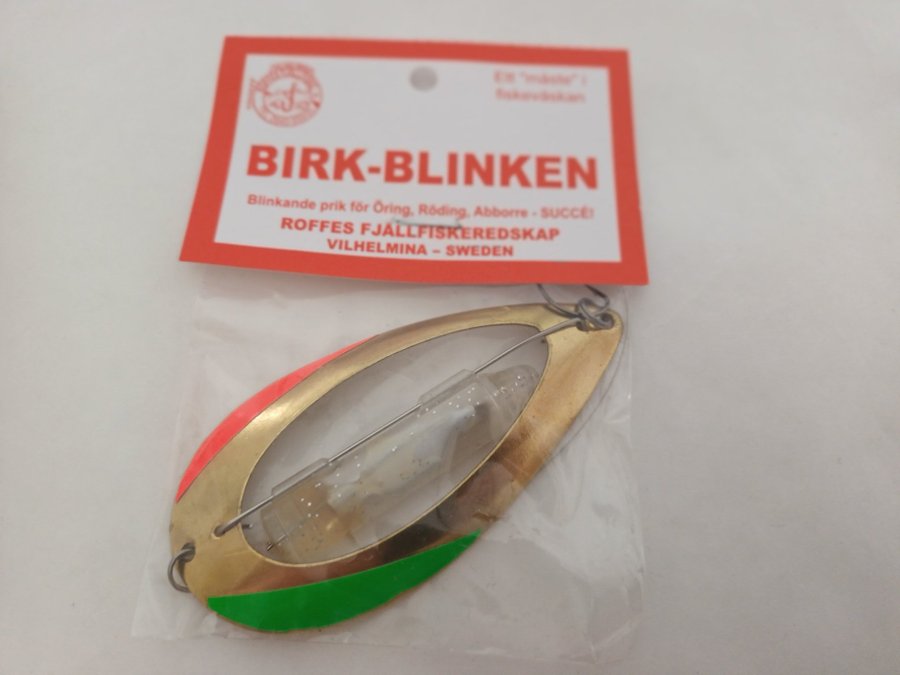 Ett "måste" i
fiskeväskan
BIRK-BLINKEN
Blinkande prik för Öring, Röding, Abborre - SUCCÉ!
ROFFES FJÄLLFISKEREDSKAP
VILHELMINA – SWEDEN